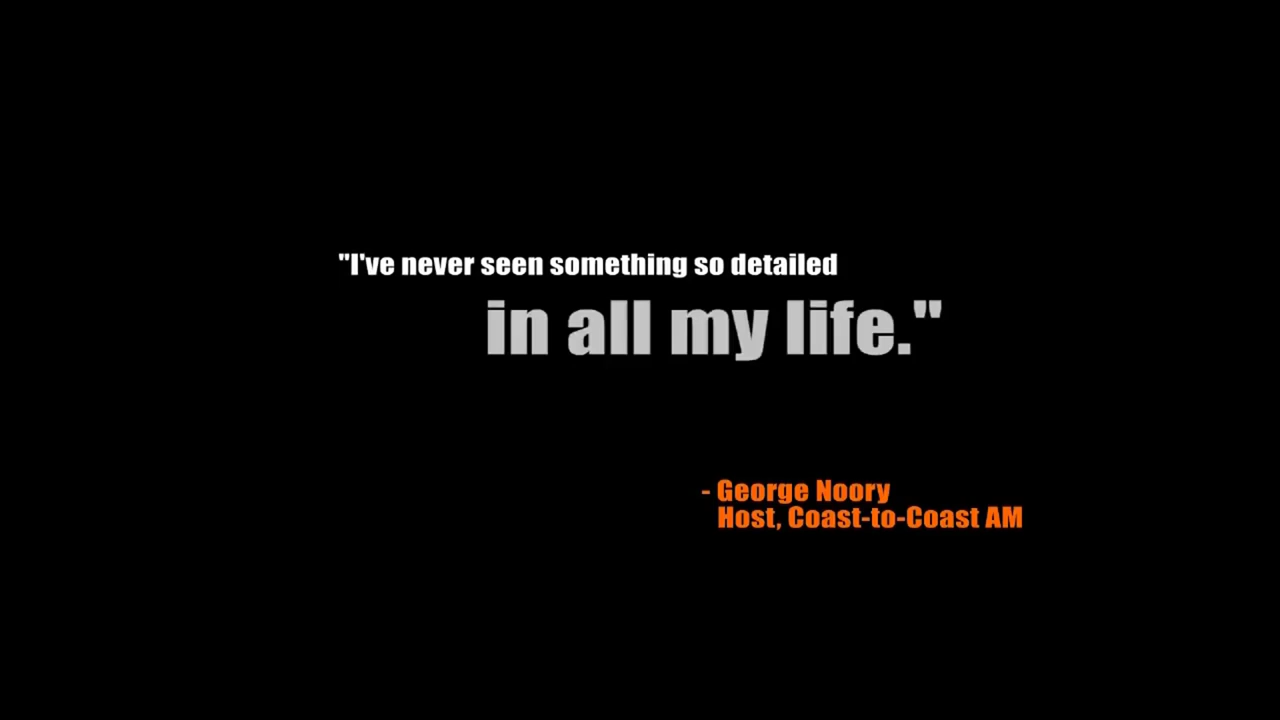 "I've never seen something so detailed
in all my life."
- George Noory
Host, Coast-to-Coast AM